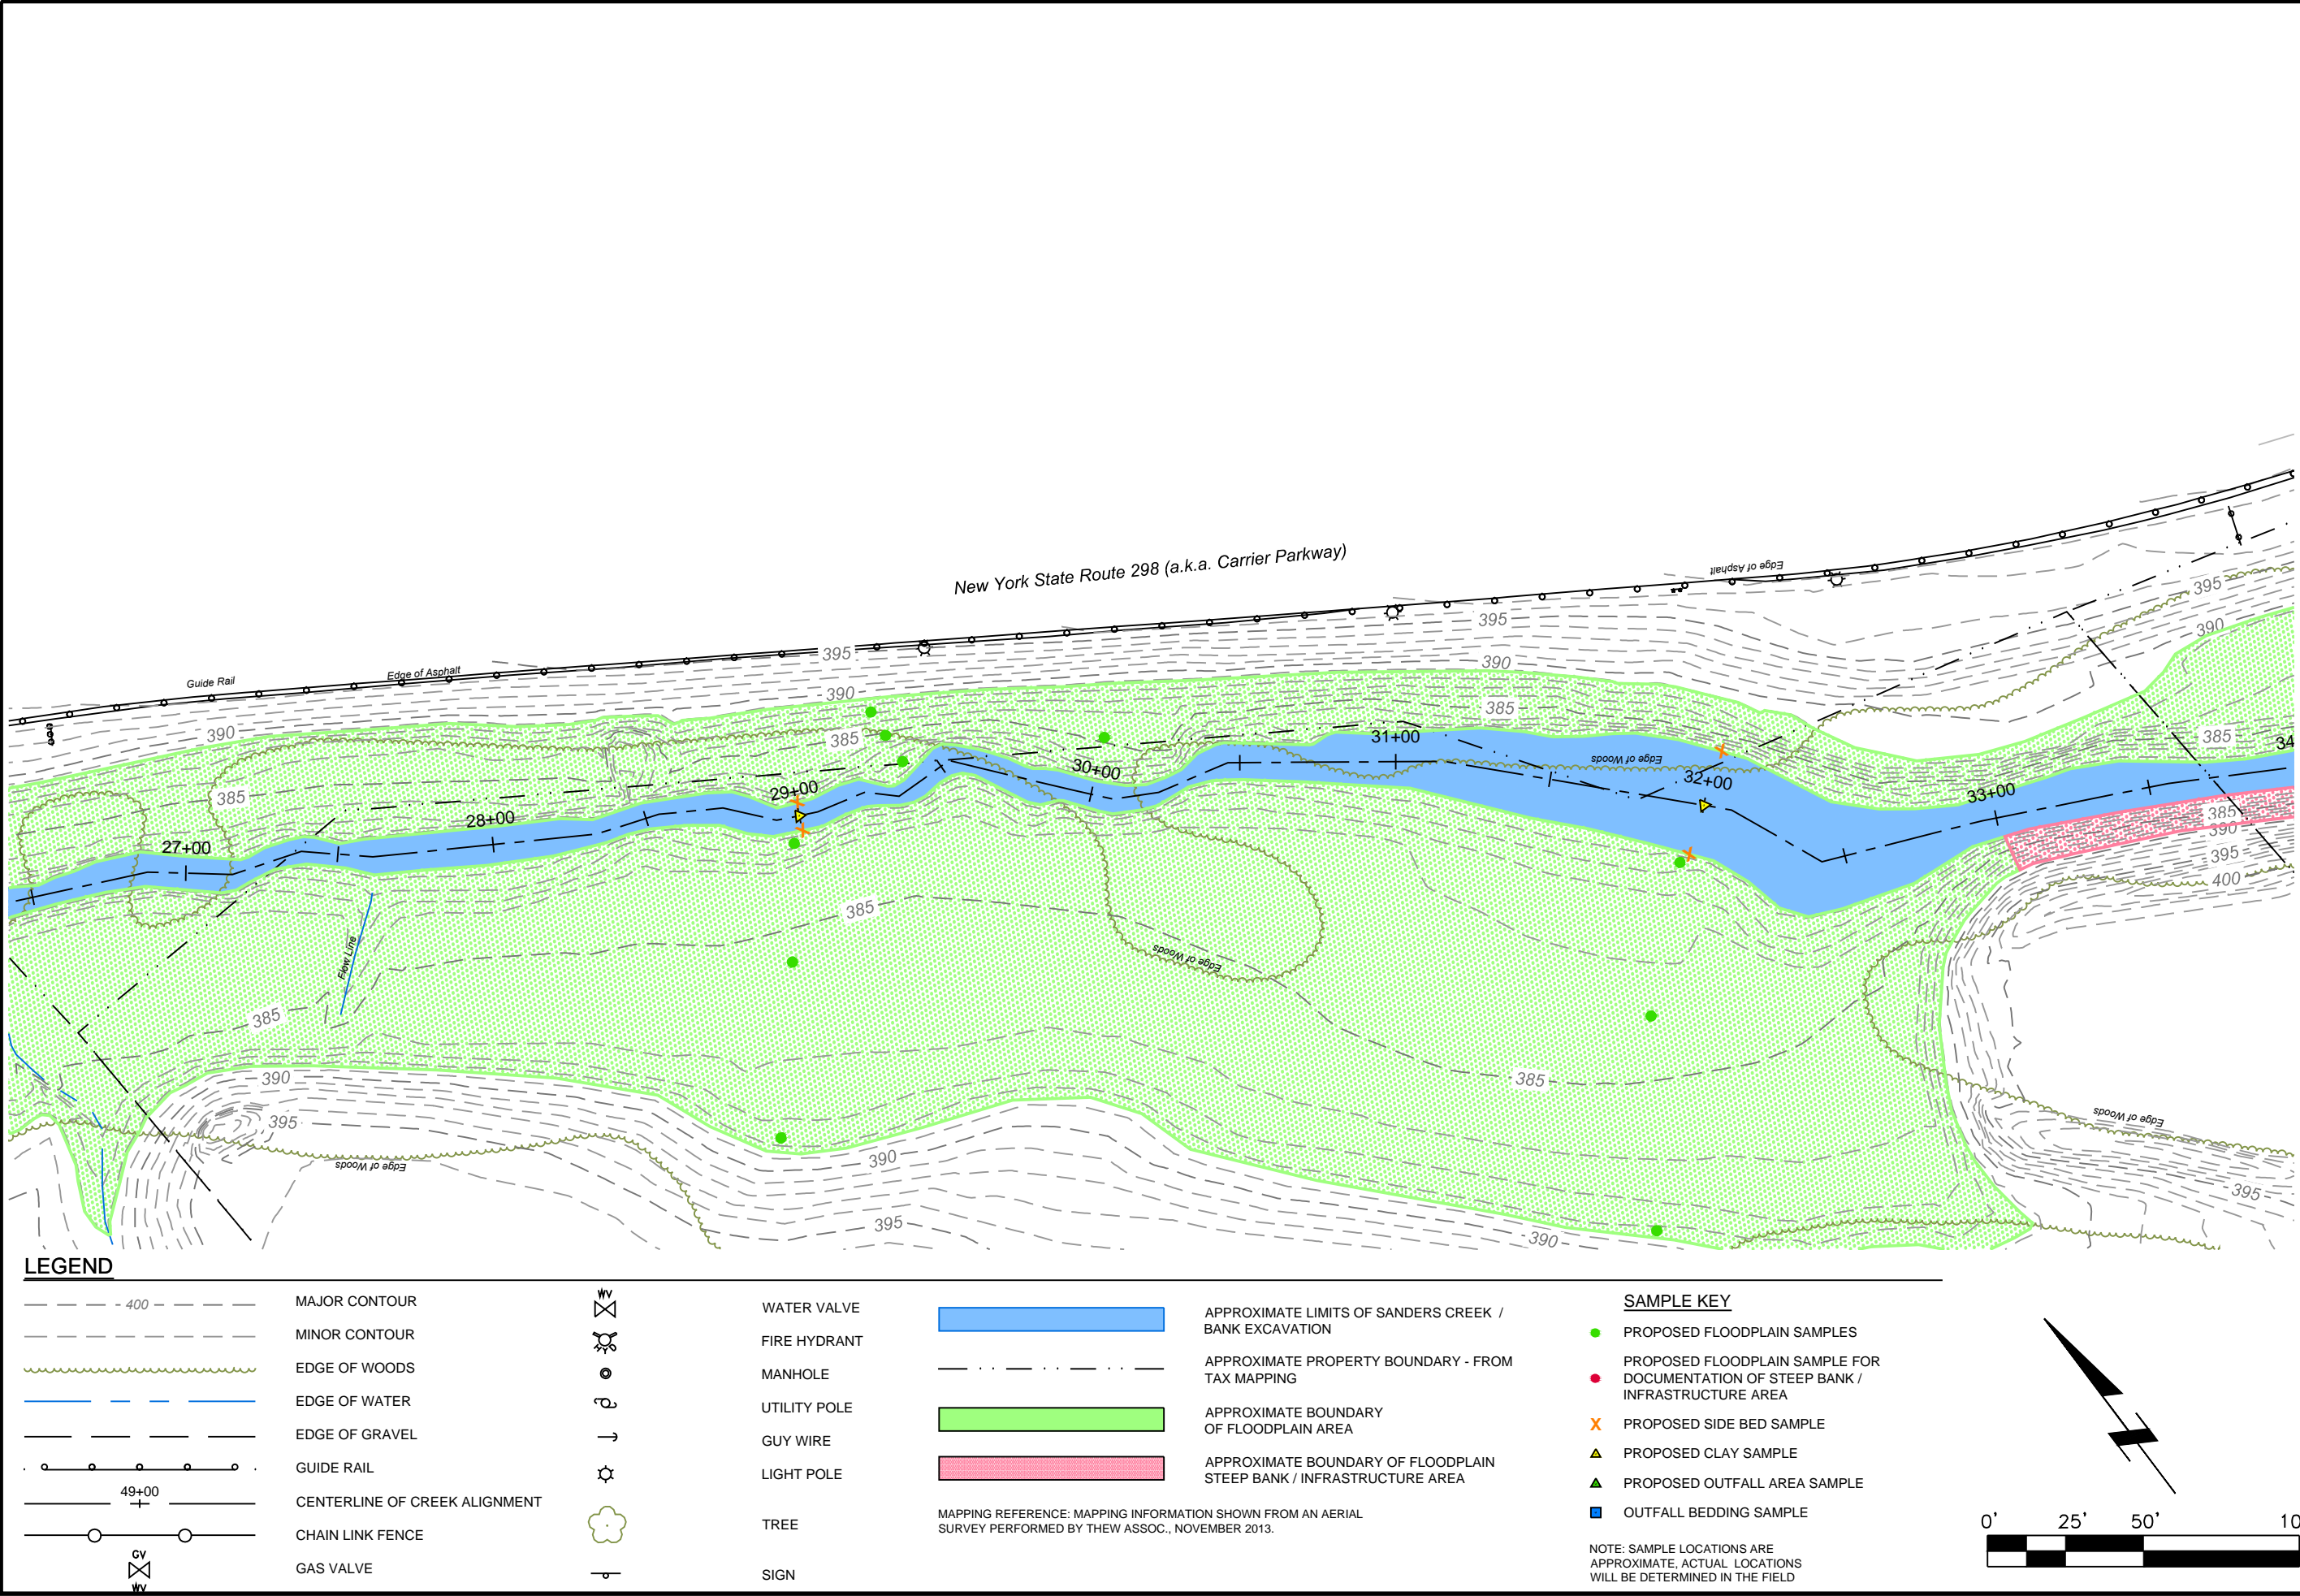 New York State Route 298 (a.k.a. Carrier Parkway)
Edge of Asphalt
395
390
395
390
395
Edge of Asphalt
Guide Rail
390
395
390
385
385
385
385
34
31+00
Edge of Woods
32+00
33+00
30+00
29+00
28+00
27+00
385
390
395
400
385
Edge of Woods
Flow Line
385
385
390
395
Edge of Woods
390
395
390
Edge of Woods
395
LEGEND
400
MAJOR CONTOUR
MINOR CONTOUR
EDGE OF WOODS
EDGE OF WATER
EDGE OF GRAVEL
GUIDE RAIL
49+00
CENTERLINE OF CREEK ALIGNMENT
CHAIN LINK FENCE
GV
GAS VALVE
WV
WV
WATER VALVE
FIRE HYDRANT
MANHOLE
UTILITY POLE
GUY WIRE
LIGHT POLE
TREE
SIGN
APPROXIMATE LIMITS OF SANDERS CREEK /
BANK EXCAVATION
APPROXIMATE PROPERTY BOUNDARY - FROM
TAX MAPPING
APPROXIMATE BOUNDARY
OF FLOODPLAIN AREA
APPROXIMATE BOUNDARY OF FLOODPLAIN
STEEP BANK / INFRASTRUCTURE AREA
MAPPING REFERENCE: MAPPING INFORMATION SHOWN FROM AN AERIAL
SURVEY PERFORMED BY THEW ASSOC., NOVEMBER 2013.
SAMPLE KEY
PROPOSED FLOODPLAIN SAMPLES
PROPOSED FLOODPLAIN SAMPLE FOR
DOCUMENTATION OF STEEP BANK /
INFRASTRUCTURE AREA
X PROPOSED SIDE BED SAMPLE
PROPOSED CLAY SAMPLE
PROPOSED OUTFALL AREA SAMPLE
OUTFALL BEDDING SAMPLE
NOTE: SAMPLE LOCATIONS ARE
APPROXIMATE, ACTUAL LOCATIONS
WILL BE DETERMINED IN THE FIELD
0' 25' 50' 10